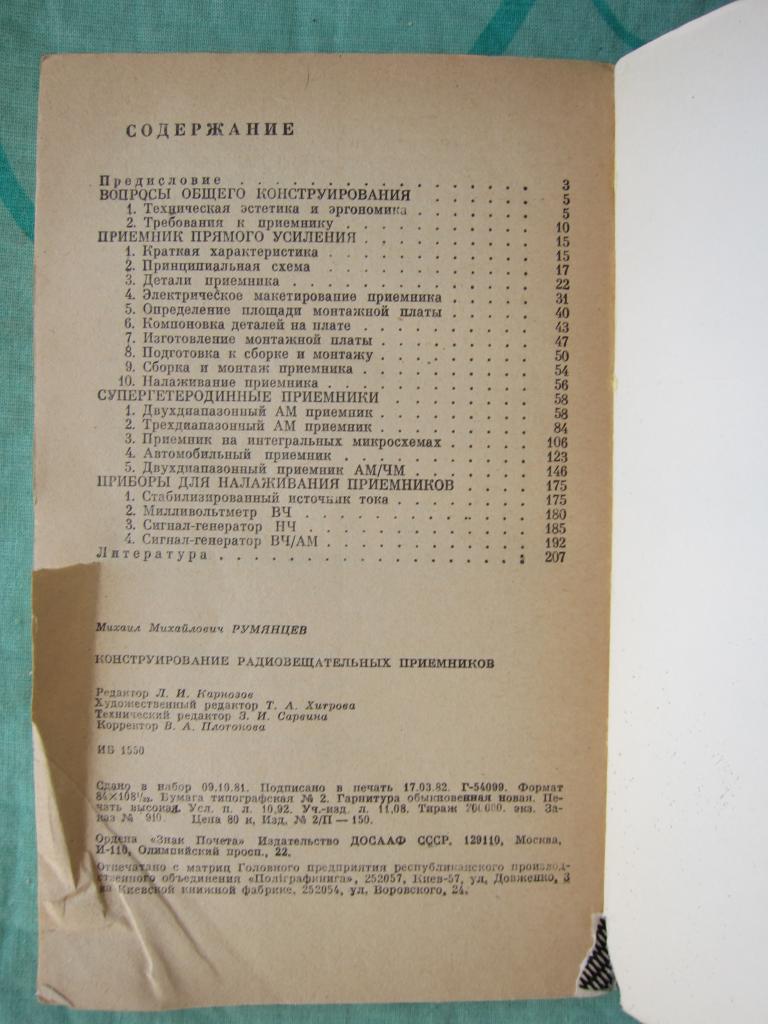 СОДЕРЖАНИЕ
Предисловие . . . . . . . . . . . . . . . . 3
ВОПРОСЫ ОБЩЕГО КОНСТРУИРОВАНИЯ . . . . . 5
1. Техническая эстетика и эргономика . . . . . . 5
2. Требования к приемнику . . . . . . . . . . 10
ПРИЕМНИК ПРЯМОГО УСИЛЕНИЯ . . . . . . . . 15
1. Краткая характеристика . . . . . . . . . . 15
2. Принципиальная схема . . . . . . . . . . 17
3. Детали приемника . . . . . . . . . . . . 22
4. Электрическое макетирование приемника . . . . . 31
5. Определение площади монтажной платы . . . . . 40
6. Компоновка деталей на плате . . . . . . . . 43
7. Изготовление монтажной платы . . . . . . . 47
8. Подготовка к сборке и монтажу . . . . . . . 50
9. Сборка и монтаж приемника . . . . . . . . 54
10. Налаживание приемника . . . . . . . . . . 56
СУПЕРГЕТЕРОДИННЫЕ ПРИЕМНИКИ . . . . . . . 58
1. Двухдиапазонный АМ приемник . . . . . . . 58
2. Трехдиапазонный АМ приемник . . . . . . . 84
3. Приемник на интегральных микросхемах . . . . . 106
4. Автомобильный приемник . . . . . . . . . 123
5. Двухдиапазонный приемник АМ/ЧМ . . . . . . 146
ПРИБОРЫ ДЛЯ НАЛАЖИВАНИЯ ПРИЕМНИКОВ . . . . 175
1. Стабилизированный источник тока . . . . . . . 175
2. Милливольтметр ВЧ . . . . . . . . . . . 180
3. Сигнал-генератор НЧ . . . . . . . . . . . 185
4. Сигнал-генератор ВЧ/АМ . . . . . . . . . . 192
Литература . . . . . . . . . . . . . . . . 207
Михаил Михайлович РУМЯНЦЕВ
КОНСТРУИРОВАНИЕ РАДИОВЕЩАТЕЛЬНЫХ ПРИЕМНИКОВ
Редактор Л. И. Карнозов
Художественный редактор Т. А. Хитрова
Технический редактор З. И. Сарвина
Корректор В. А. Плотонова
ИБ 1550
Сдано в набор 09.10.81. Подписано в печать 17.03.82. Г-54099. Формат
84×108¹/₃₂. Бумага типографская № 2. Гарнитура обыкновенная новая. Пе-
чать высокая. Усл. п. л. 10,92. Уч.-изд. л. 11,08. Тираж экз. За-
каз № 910. Цена 80 к, Изд. № 2/П—150.
Ордена «Знак Почета» Издательство ДОСААФ СССР. 129110, Москва,
И-110, Олимпийский просп., 22.
Отпечатано с матриц Головного предприятия республиканского производ-
ственного объединения «Полiграфкнига», 252057, Киев-57, ул. Довженко, 3
на Киевской книжной фабрике, 252054, ул. Воровского, 24.